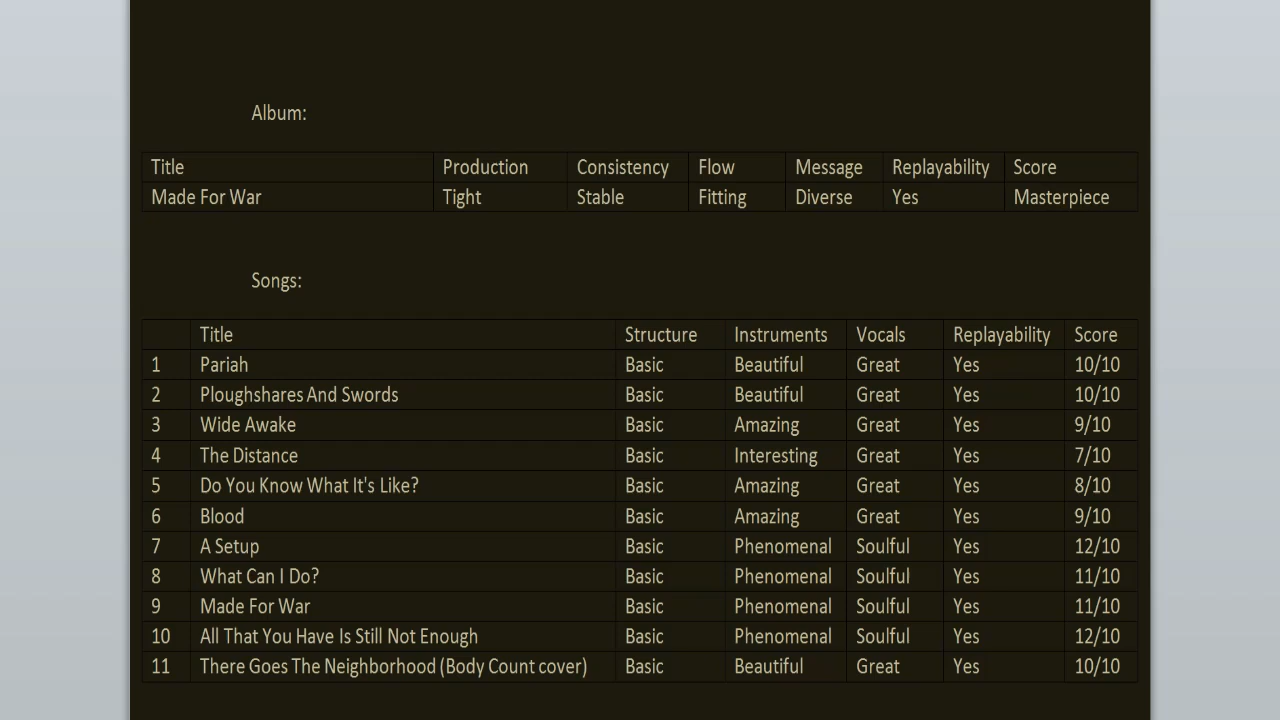 Album:
Title Production Consistency Flow Message Replayability Score
Made For War Tight Stable Fitting Diverse Yes Masterpiece
Songs:
Title Structure Instruments Vocals Replayability Score
1 Pariah Basic Beautiful Great Yes 10/10
2 Ploughshares And Swords Basic Beautiful Great Yes 10/10
3 Wide Awake Basic Amazing Great Yes 9/10
4 The Distance Basic Interesting Great Yes 7/10
5 Do You Know What It's Like? Basic Amazing Great Yes 8/10
6 Blood Basic Amazing Great Yes 9/10
7 A Setup Basic Phenomenal Soulful Yes 12/10
8 What Can I Do? Basic Phenomenal Soulful Yes 11/10
9 Made For War Basic Phenomenal Soulful Yes 11/10
10 All That You Have Is Still Not Enough Basic Phenomenal Soulful Yes 12/10
11 There Goes The Neighborhood (Body Count cover) Basic Beautiful Great Yes 10/10